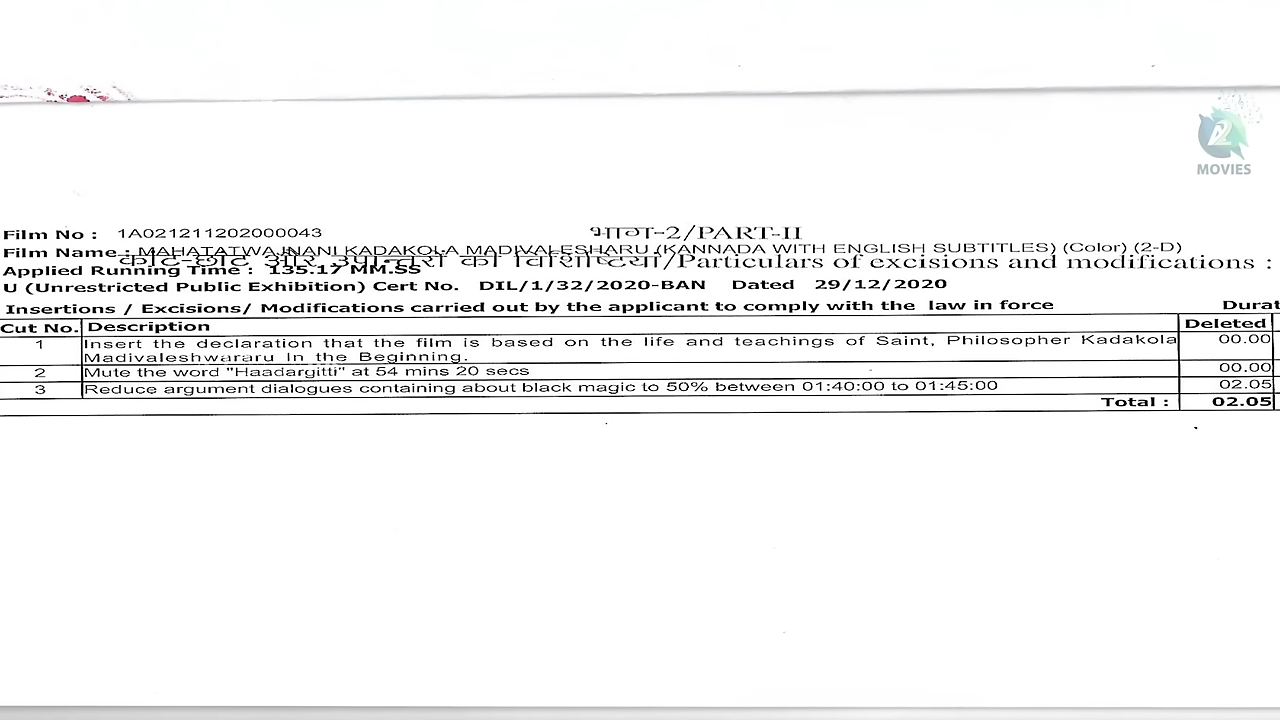 MOVIES
भाग-2/PART-II
Film No : 1A021211202000043
Film Name : MAHATATWAJNANI KADAKOLA MADIVALESHARU (KANNADA WITH ENGLISH SUBTITLES) (Color) (2-D)
काट-छाट और उपान्तरों की विशिष्टियां/Particulars of excisions and modifications :
Applied Running Time : 135.17 MM.SS
U (Unrestricted Public Exhibition) Cert No. DIL/1/32/2020-BAN Dated 29/12/2020
Insertions / Excisions/ Modifications carried out by the applicant to comply with the law in force Durat
Cut No. Description Deleted
1 Insert the declaration that the film is based on the life and teachings of Saint, Philosopher Kadakola 00.00
Madivaleshwararu In the Beginning.
2 Mute the word "Haadargitti" at 54 mins 20 secs 00.00
3 Reduce argument dialogues containing about black magic to 50% between 01:40:00 to 01:45:00 02.05
Total : 02.05